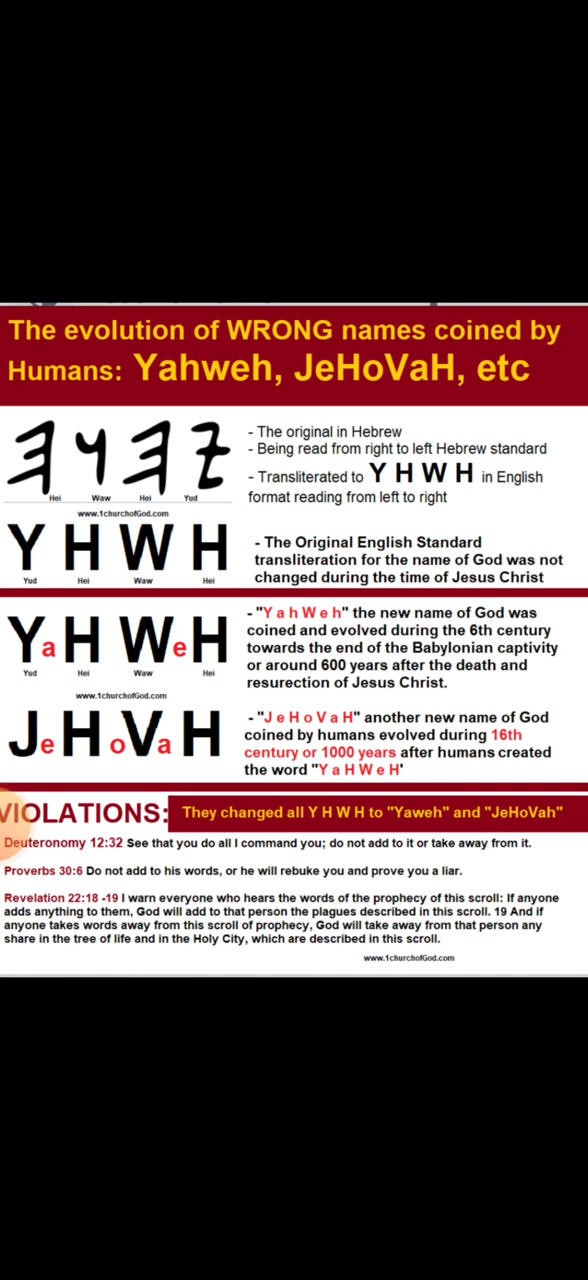 The evolution of WRONG names coined by
Humans: Yahweh, JeHoVaH, etc
𐤉𐤄𐤅𐤄
- The original in Hebrew
- Being read from right to left Hebrew standard
- Transliterated to Y H W H in English
format reading from left to right
Hei Waw Hei Yud
www.1churchofGod.com
Y H W H
Yud Hei Waw Hei
- The Original English Standard
transliteration for the name of God was not
changed during the time of Jesus Christ
YaH WeH
Yud Hei Waw Hei
www.1churchofGod.com
- "Y a h W e h" the new name of God was
coined and evolved during the 6th century
towards the end of the Babylonian captivity
or around 600 years after the death and
resurection of Jesus Christ.
JeHoVaH
- "J e H o V a H" another new name of God
coined by humans evolved during 16th
century or 1000 years after humans created
the word "Y a H W e H'
VIOLATIONS: They changed all Y H W H to "Yaweh" and "JeHoVah"
Deuteronomy 12:32 See that you do all I command you; do not add to it or take away from it.
Proverbs 30:6 Do not add to his words, or he will rebuke you and prove you a liar.
Revelation 22:18 -19 I warn everyone who hears the words of the prophecy of this scroll: If anyone
adds anything to them, God will add to that person the plagues described in this scroll. 19 And if
anyone takes words away from this scroll of prophecy, God will take away from that person any
share in the tree of life and in the Holy City, which are described in this scroll.
www.1churchofGod.com